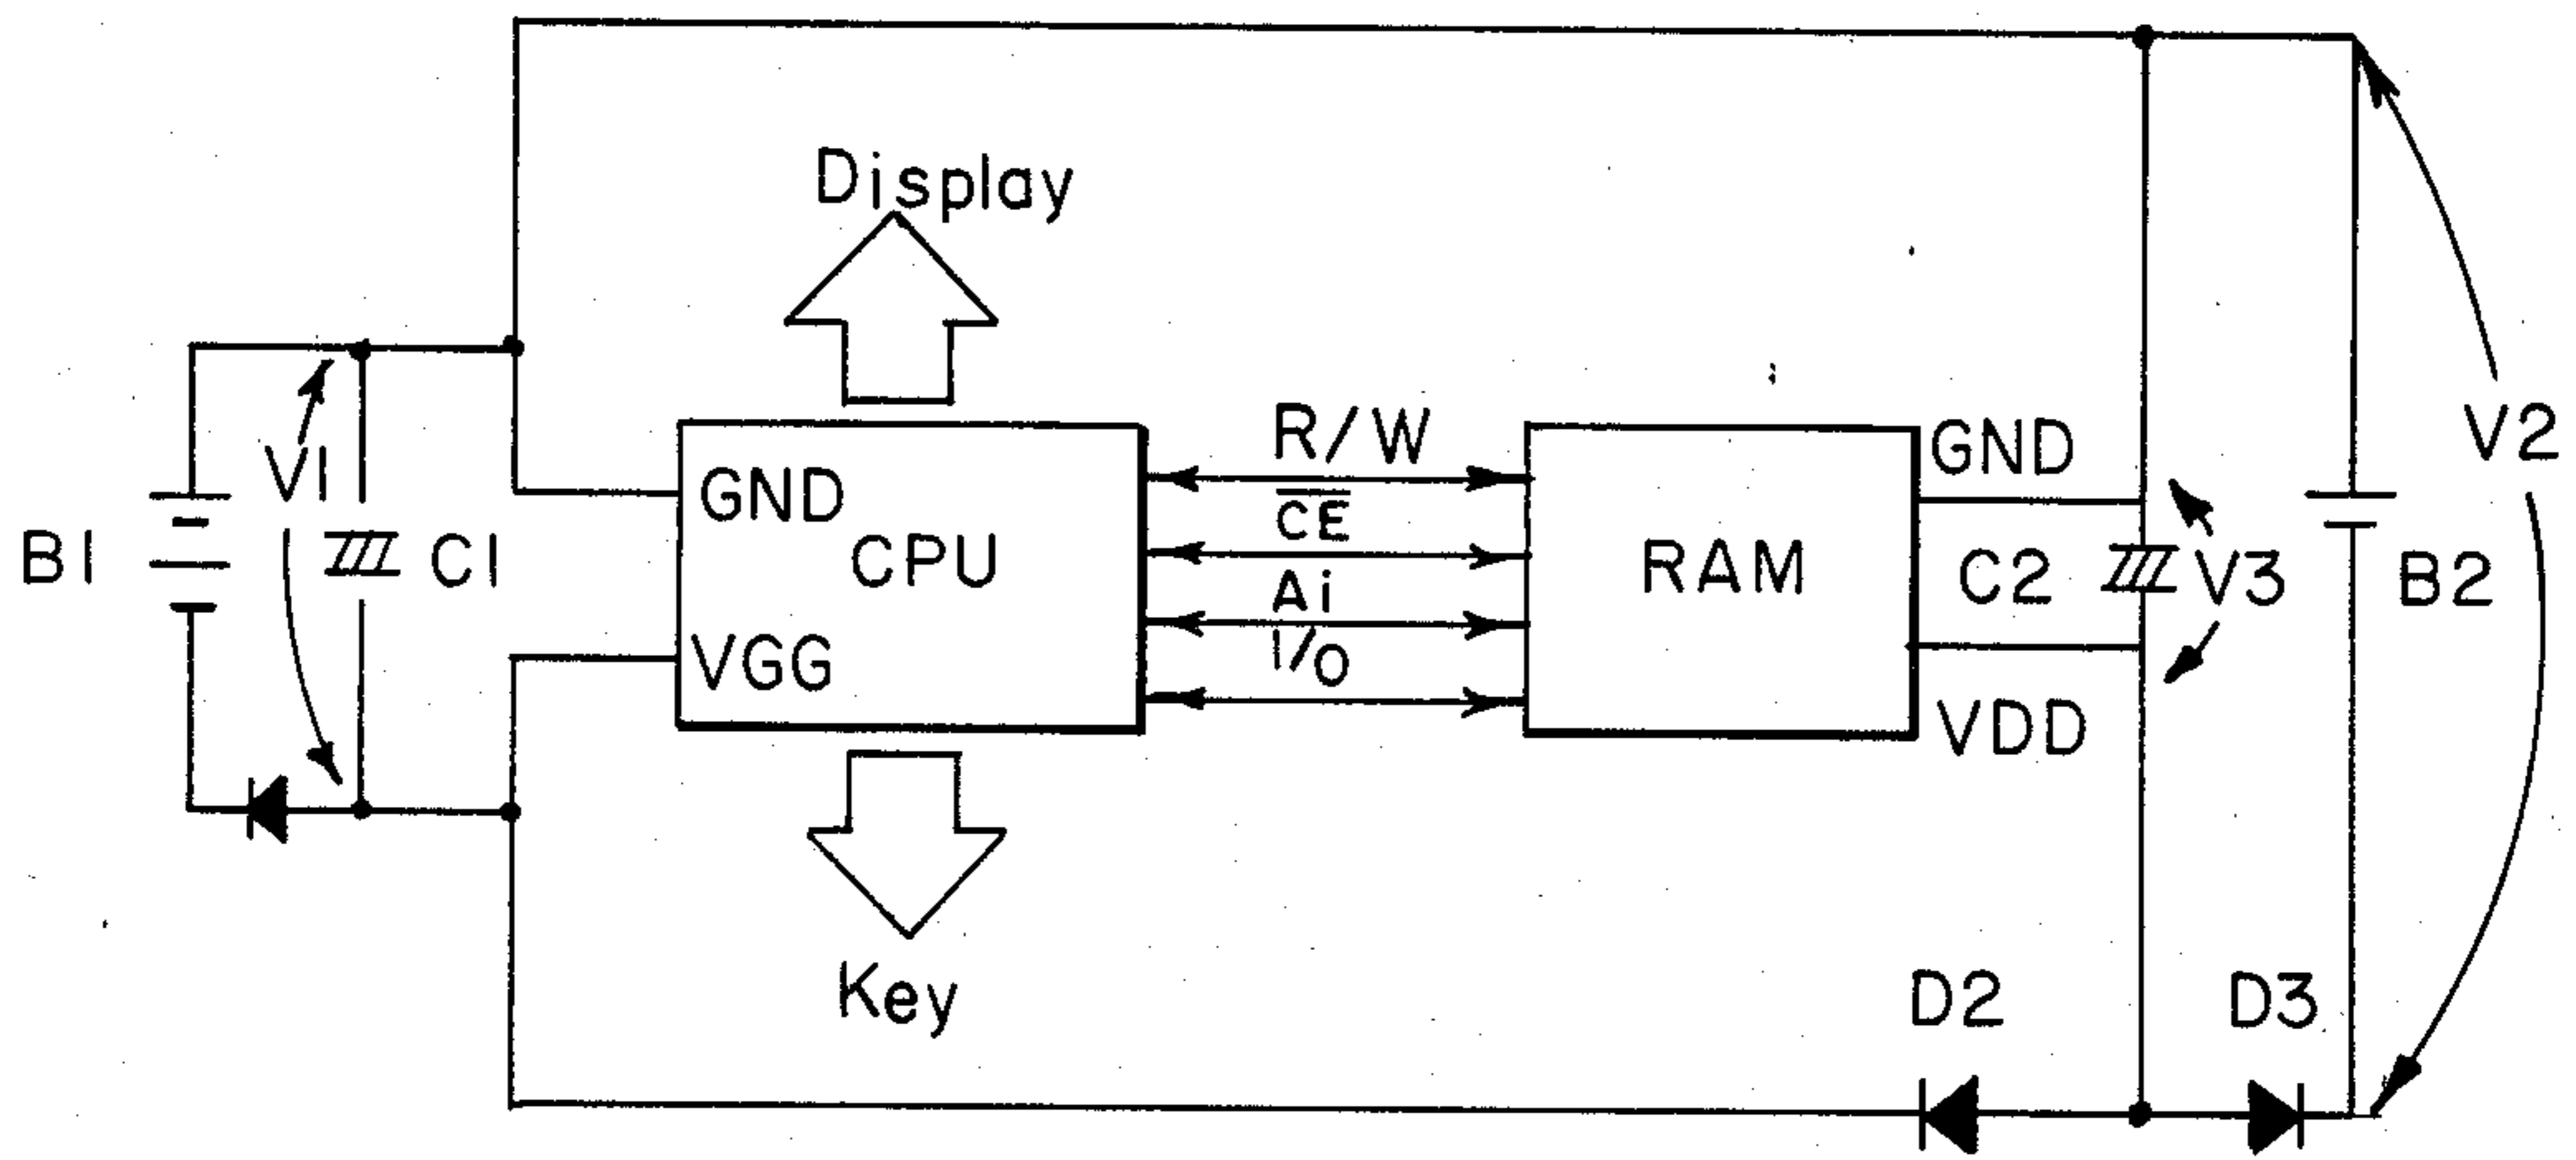 Display
R/W
GND
V2
V1
GND
CE
B1
C1
CPU
RAM
C2
V3
B2
Ai
VGG
I/O
VDD
Key
D2
D3